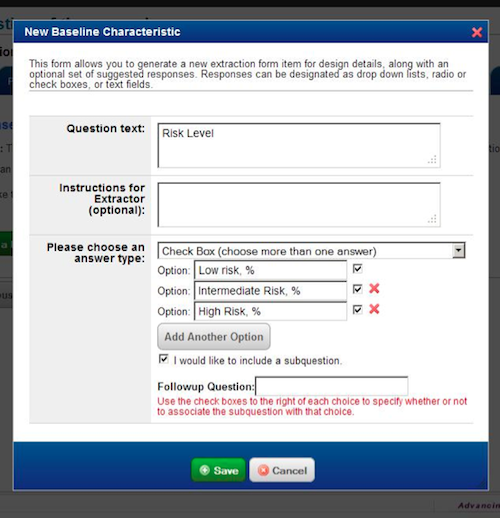 New Baseline Characteristic
This form allows you to generate a new extraction form item for design details, along with an
optional set of suggested responses. Responses can be designated as drop down lists, radio or
check boxes, or text fields.
Question text:
Risk Level
Instructions for
Extractor
(optional):
Please choose an
answer type:
Check Box (choose more than one answer)
Option: Low risk, %
Option: Intermediate Risk, %
Option: High Risk, %
Add Another Option
I would like to include a subquestion.
Followup Question:
Use the check boxes to the right of each choice to specify whether or not
to associate the subquestion with that choice.
Save Cancel